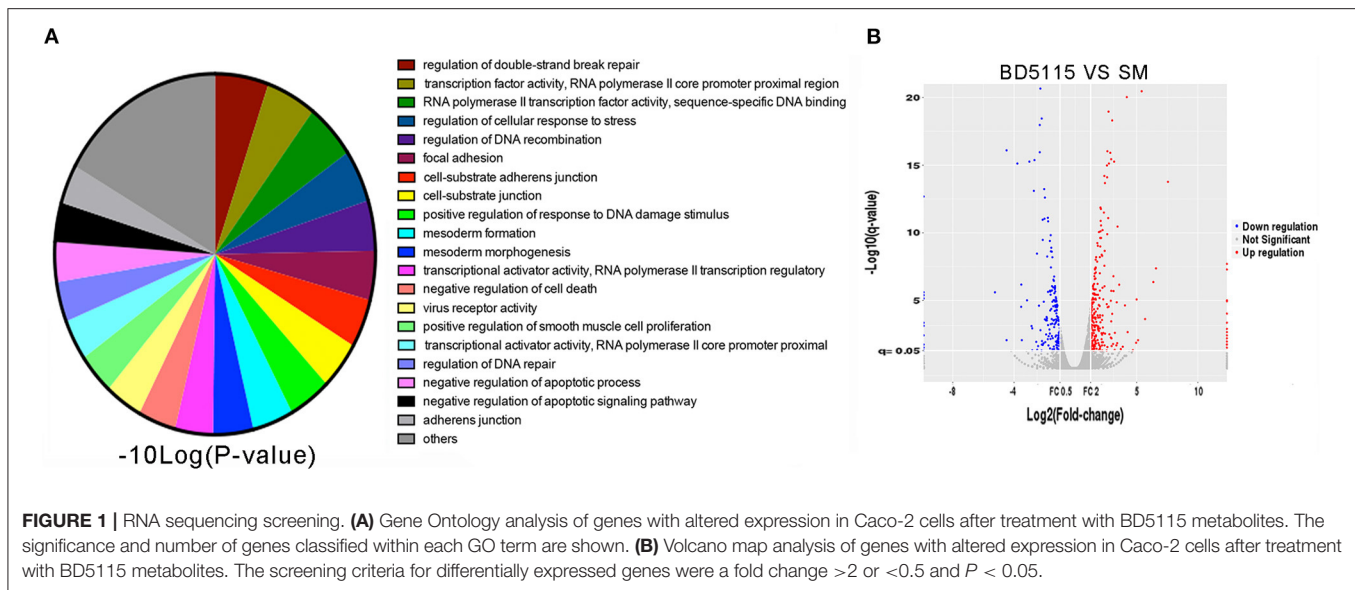 A
regulation of double-strand break repair
transcription factor activity, RNA polymerase II core promoter proximal region
RNA polymerase II transcription factor activity, sequence-specific DNA binding
regulation of cellular response to stress
regulation of DNA recombination
focal adhesion
cell-substrate adherens junction
cell-substrate junction
positive regulation of response to DNA damage stimulus
mesoderm formation
mesoderm morphogenesis
transcriptional activator activity, RNA polymerase II transcription regulatory
negative regulation of cell death
virus receptor activity
positive regulation of smooth muscle cell proliferation
transcriptional activator activity, RNA polymerase II core promoter proximal
regulation of DNA repair
negative regulation of apoptotic process
negative regulation of apoptotic signaling pathway
adherens junction
others
-10Log(P-value)
B
BD5115 VS SM
20
15
10
5
q= 0.05
-Log10(q-value)
-8
-4
FC 0.5
FC 2
5
10
Log2(Fold-change)
Down regulation
Not Significant
Up regulation
FIGURE 1 | RNA sequencing screening. (A) Gene Ontology analysis of genes with altered expression in Caco-2 cells after treatment with BD5115 metabolites. The
significance and number of genes classified within each GO term are shown. (B) Volcano map analysis of genes with altered expression in Caco-2 cells after treatment
with BD5115 metabolites. The screening criteria for differentially expressed genes were a fold change >2 or <0.5 and P < 0.05.